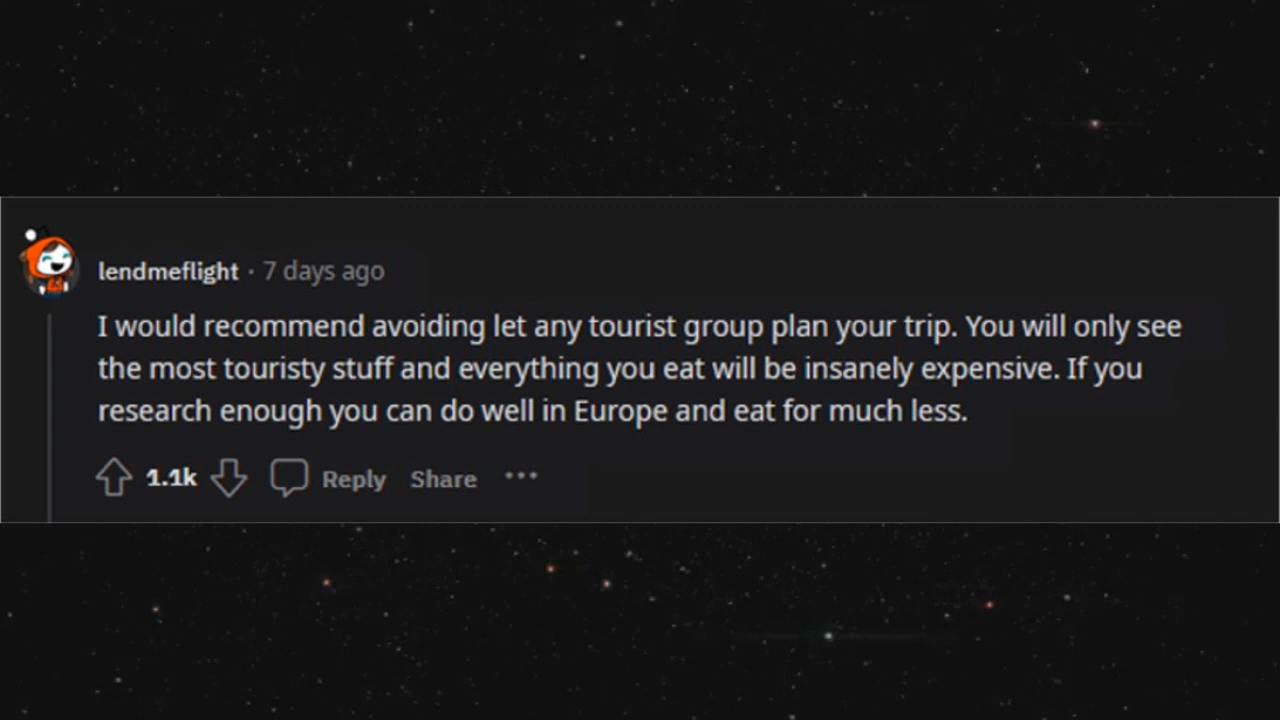 lendmeflight · 7 days ago
I would recommend avoiding let any tourist group plan your trip. You will only see
the most touristy stuff and everything you eat will be insanely expensive. If you
research enough you can do well in Europe and eat for much less.
1.1k Reply Share ···